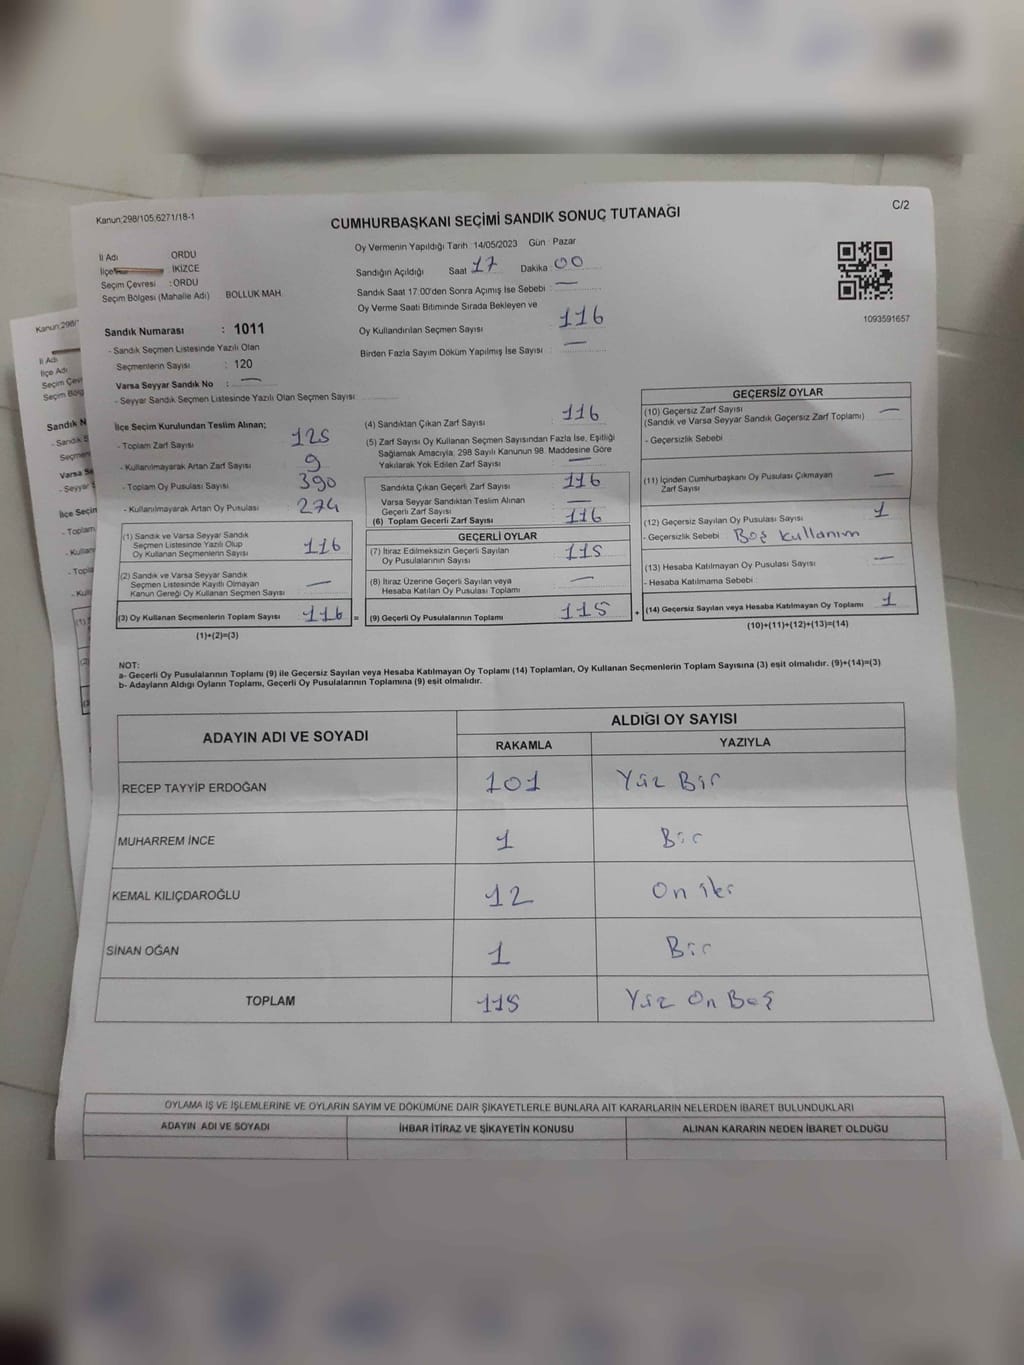 Kanun:298/105,6271/18-1
C/2
CUMHURBAŞKANI SEÇİMİ SANDIK SONUÇ TUTANAĞI
İl Adı ORDU
İlçe İKİZCE
Seçim Çevresi : ORDU
Seçim Bölgesi (Mahalle Adı) BOLLUK MAH.
Oy Vermenin Yapıldığı Tarih : 14/05/2023 Gün : Pazar
Sandığın Açıldığı Saat 17 Dakika : 00
Sandık Saat 17:00'den Sonra Açımış İse Sebebi : —
Oy Verme Saati Bitiminde Sırada Bekleyen ve
Oy Kullandırılan Seçmen Sayısı 116
Birden Fazla Sayım Döküm Yapılmış İse Sayısı : —
1093591657
Sandık Numarası : 1011
- Sandık Seçmen Listesinde Yazılı Olan
Seçmenlerin Sayısı : 120
Varsa Seyyar Sandık No : —
- Seyyar Sandık Seçmen Listesinde Yazılı Olan Seçmen Sayısı
İlçe Seçim Kurulundan Teslim Alınan;
- Toplam Zarf Sayısı 125
- Kullanılmayarak Artan Zarf Sayısı 9
- Toplam Oy Pusulası Sayısı 390
- Kullanılmayarak Artan Oy Pusulası 274
(1) Sandık ve Varsa Seyyar Sandık
Seçmen Listesinde Yazılı Olup
Oy Kullanan Seçmenlerin Sayısı 116
(2) Sandık ve Varsa Seyyar Sandık
Seçmen Listesinde Kayıtlı Olmayan
Kanun Gereği Oy Kullanan Seçmen Sayısı —
(3) Oy Kullanan Seçmenlerin Toplam Sayısı 116 =
(1)+(2)=(3)
(4) Sandıktan Çıkan Zarf Sayısı 116
(5) Zarf Sayısı Oy Kullanan Seçmen Sayısından Fazla İse, Eşitliği
Sağlamak Amacıyla, 298 Sayılı Kanunun 98. Maddesine Göre
Yakılarak Yok Edilen Zarf Sayısı —
Sandıkta Çıkan Geçerli Zarf Sayısı 116
Varsa Seyyar Sandıktan Teslim Alınan
Geçerli Zarf Sayısı —
(6) Toplam Geçerli Zarf Sayısı 116
GEÇERLİ OYLAR
(7) İtiraz Edilmeksizin Geçerli Sayılan
Oy Pusulalarının Sayısı 115
(8) İtiraz Üzerine Geçerli Sayılan veya
Hesaba Katılan Oy Pusulası Toplamı —
(9) Geçerli Oy Pusulalarının Toplamı 115 +
GEÇERSİZ OYLAR
(10) Geçersiz Zarf Sayısı —
(Sandık ve Varsa Seyyar Sandık Geçersiz Zarf Toplamı)
- Geçersizlik Sebebi
(11) İçinden Cumhurbaşkanı Oy Pusulası Çıkmayan
Zarf Sayısı —
(12) Geçersiz Sayılan Oy Pusulası Sayısı 1
- Geçersizlik Sebebi Boş kullanım
(13) Hesaba Katılmayan Oy Pusulası Sayısı —
- Hesaba Katılmama Sebebi
(14) Geçersiz Sayılan veya Hesaba Katılmayan Oy Toplamı 1
(10)+(11)+(12)+(13)=(14)
NOT:
a- Geçerli Oy Pusulalarının Toplamı (9) ile Geçersiz Sayılan veya Hesaba Katılmayan Oy Toplamı (14) Toplamları, Oy Kullanan Seçmenlerin Toplam Sayısına (3) eşit olmalıdır. (9)+(14)=(3)
b- Adayların Aldığı Oyların Toplamı, Geçerli Oy Pusulalarının Toplamına (9) eşit olmalıdır.
ADAYIN ADI VE SOYADI
ALDIĞI OY SAYISI
RAKAMLA YAZIYLA
RECEP TAYYİP ERDOĞAN 101 Yüz Bir
MUHARREM İNCE 1 Bir
KEMAL KILIÇDAROĞLU 12 On iki
SİNAN OĞAN 1 Bir
TOPLAM 115 Yüz On Beş
OYLAMA İŞ VE İŞLEMLERİNE VE OYLARIN SAYIM VE DÖKÜMÜNE DAİR ŞİKAYETLERLE BUNLARA AİT KARARLARIN NELERDEN İBARET BULUNDUKLARI
ADAYIN ADI VE SOYADI İHBAR İTİRAZ VE ŞİKAYETİN KONUSU ALINAN KARARIN NEDEN İBARET OLDUĞU